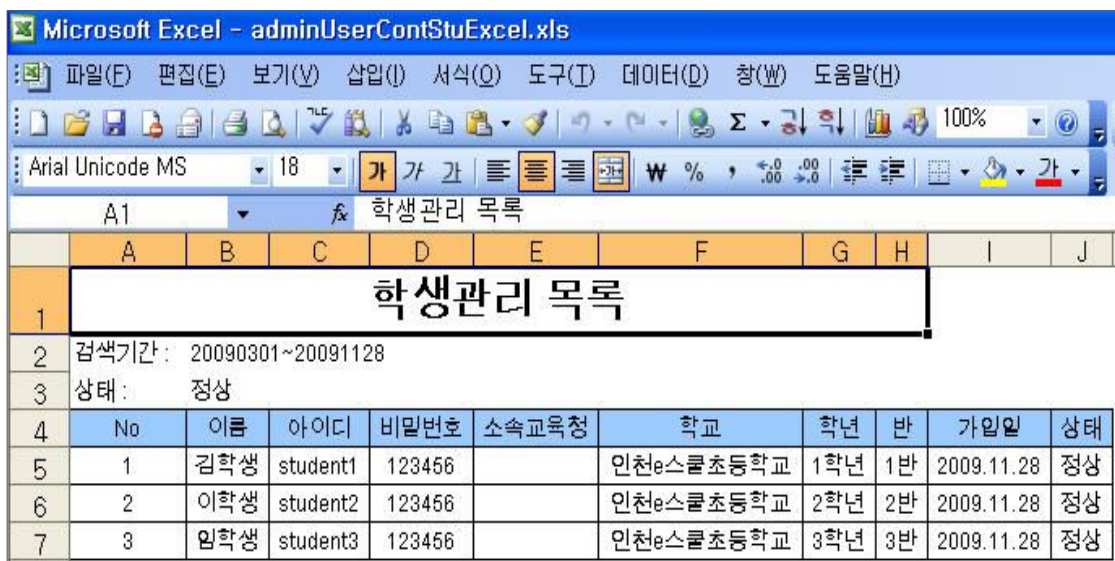 Microsoft Excel - adminUserContStuExcel.xls
파일(F) 편집(E) 보기(V) 삽입(I) 서식(O) 도구(T) 데이터(D) 창(W) 도움말(H)
100%
Arial Unicode MS 18 가 가 가 ₩ % , 가
A1 fx 학생관리 목록
A B C D E F G H I J
1 학생관리 목록
2 검색기간 : 20090301~20091128
3 상태 : 정상
4 No 이름 아이디 비밀번호 소속교육청 학교 학년 반 가입일 상태
5 1 김학생 student1 123456 인천e스쿨초등학교 1학년 1반 2009.11.28 정상
6 2 이학생 student2 123456 인천e스쿨초등학교 2학년 2반 2009.11.28 정상
7 3 임학생 student3 123456 인천e스쿨초등학교 3학년 3반 2009.11.28 정상